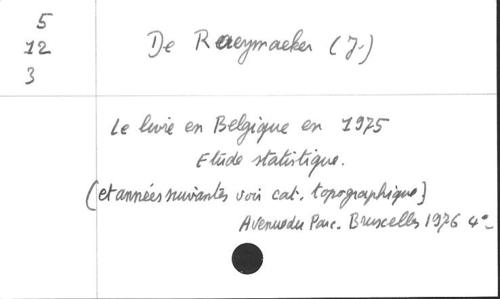 5
12
3
De Raeymaeker (J.)
Le livre en Belgique en 1975
Etude statistique.
(et années suivantes voir cat. topographique)
Avenue du Parc. Bruxelles 1976 4°